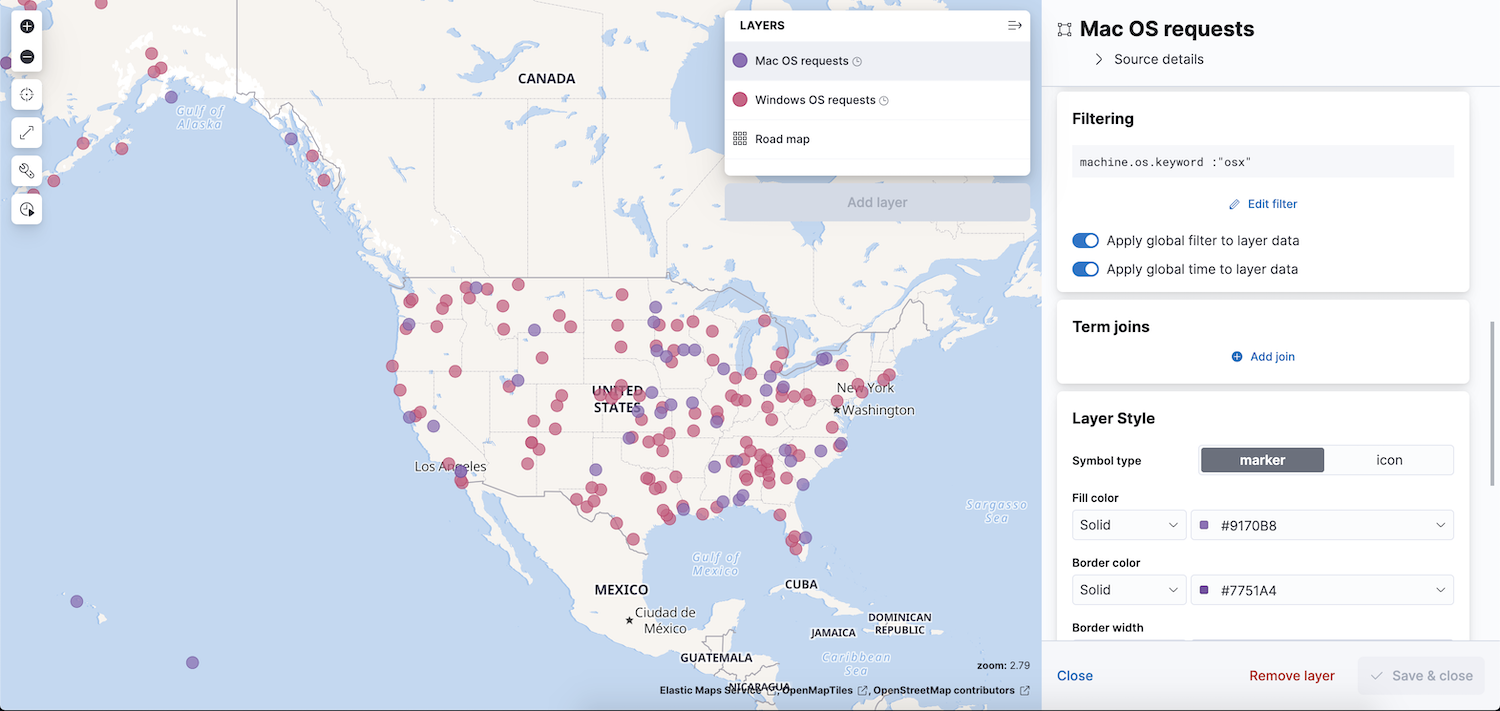 CANADA
Gulf of
Alaska
UNITED
STATES
New York
Washington
Los Angeles
Sargasso
Sea
Gulf of
Mexico
MEXICO
Ciudad de
México
CUBA
DOMINICAN
REPUBLIC
JAMAICA
GUATEMALA
Caribbean
Sea
NICARAGUA
zoom: 2.79
Elastic Maps Service, OpenMapTiles, OpenStreetMap contributors
LAYERS
Mac OS requests
Windows OS requests
Road map
Add layer
Mac OS requests
Source details
Filtering
machine.os.keyword :"osx"
Edit filter
Apply global filter to layer data
Apply global time to layer data
Term joins
Add join
Layer Style
Symbol type marker icon
Fill color
Solid #9170B8
Border color
Solid #7751A4
Border width
Close Remove layer Save & close